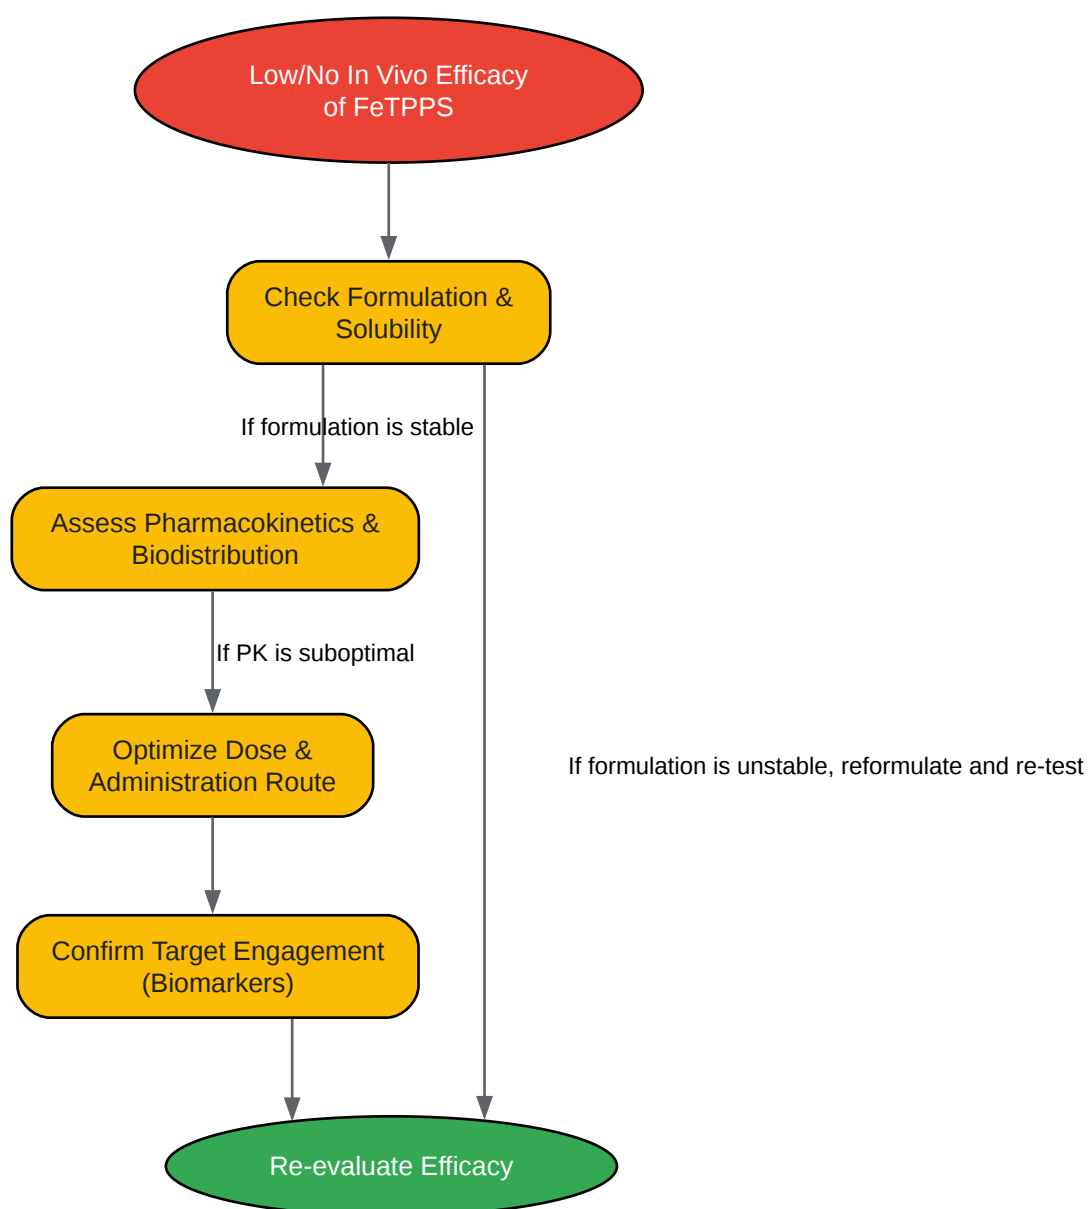 Low/No In Vivo Efficacy
of FeTPPS
Check Formulation &
Solubility
If formulation is stable
Assess Pharmacokinetics &
Biodistribution
If PK is suboptimal
Optimize Dose &
Administration Route
If formulation is unstable, reformulate and re-test
Confirm Target Engagement
(Biomarkers)
Re-evaluate Efficacy